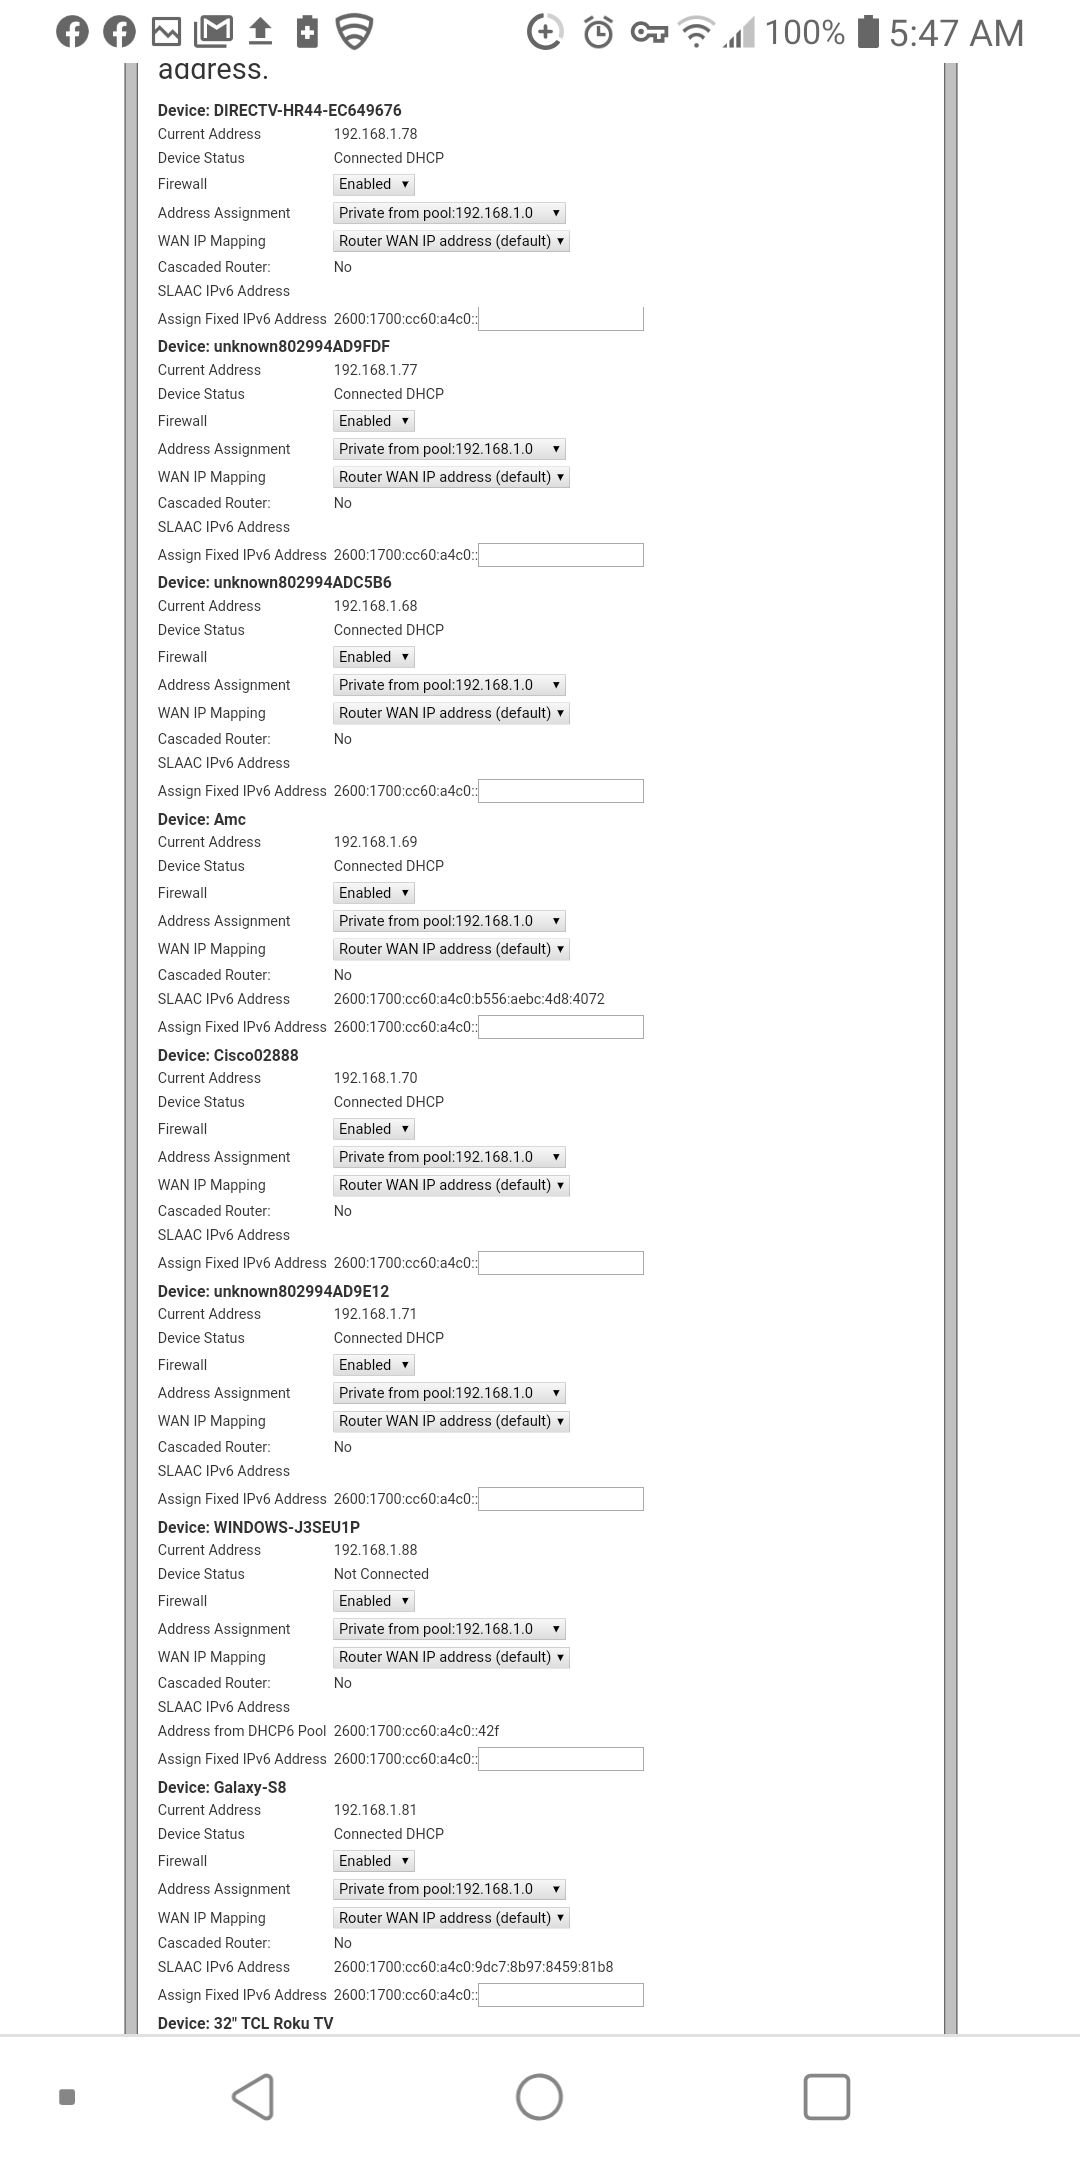 100% 5:47 AM
address.
Device: DIRECTV-HR44-EC649676
Current Address 192.168.1.78
Device Status Connected DHCP
Firewall Enabled
Address Assignment Private from pool:192.168.1.0
WAN IP Mapping Router WAN IP address (default)
Cascaded Router: No
SLAAC IPv6 Address
Assign Fixed IPv6 Address 2600:1700:cc60:a4c0::
Device: unknown802994AD9FDF
Current Address 192.168.1.77
Device Status Connected DHCP
Firewall Enabled
Address Assignment Private from pool:192.168.1.0
WAN IP Mapping Router WAN IP address (default)
Cascaded Router: No
SLAAC IPv6 Address
Assign Fixed IPv6 Address 2600:1700:cc60:a4c0::
Device: unknown802994ADC5B6
Current Address 192.168.1.68
Device Status Connected DHCP
Firewall Enabled
Address Assignment Private from pool:192.168.1.0
WAN IP Mapping Router WAN IP address (default)
Cascaded Router: No
SLAAC IPv6 Address
Assign Fixed IPv6 Address 2600:1700:cc60:a4c0::
Device: Amc
Current Address 192.168.1.69
Device Status Connected DHCP
Firewall Enabled
Address Assignment Private from pool:192.168.1.0
WAN IP Mapping Router WAN IP address (default)
Cascaded Router: No
SLAAC IPv6 Address 2600:1700:cc60:a4c0:b556:aebc:4d8:4072
Assign Fixed IPv6 Address 2600:1700:cc60:a4c0::
Device: Cisco02888
Current Address 192.168.1.70
Device Status Connected DHCP
Firewall Enabled
Address Assignment Private from pool:192.168.1.0
WAN IP Mapping Router WAN IP address (default)
Cascaded Router: No
SLAAC IPv6 Address
Assign Fixed IPv6 Address 2600:1700:cc60:a4c0::
Device: unknown802994AD9E12
Current Address 192.168.1.71
Device Status Connected DHCP
Firewall Enabled
Address Assignment Private from pool:192.168.1.0
WAN IP Mapping Router WAN IP address (default)
Cascaded Router: No
SLAAC IPv6 Address
Assign Fixed IPv6 Address 2600:1700:cc60:a4c0::
Device: WINDOWS-J3SEU1P
Current Address 192.168.1.88
Device Status Not Connected
Firewall Enabled
Address Assignment Private from pool:192.168.1.0
WAN IP Mapping Router WAN IP address (default)
Cascaded Router: No
SLAAC IPv6 Address
Address from DHCP6 Pool 2600:1700:cc60:a4c0::42f
Assign Fixed IPv6 Address 2600:1700:cc60:a4c0::
Device: Galaxy-S8
Current Address 192.168.1.81
Device Status Connected DHCP
Firewall Enabled
Address Assignment Private from pool:192.168.1.0
WAN IP Mapping Router WAN IP address (default)
Cascaded Router: No
SLAAC IPv6 Address 2600:1700:cc60:a4c0:9dc7:8b97:8459:81b8
Assign Fixed IPv6 Address 2600:1700:cc60:a4c0::
Device: 32" TCL Roku TV